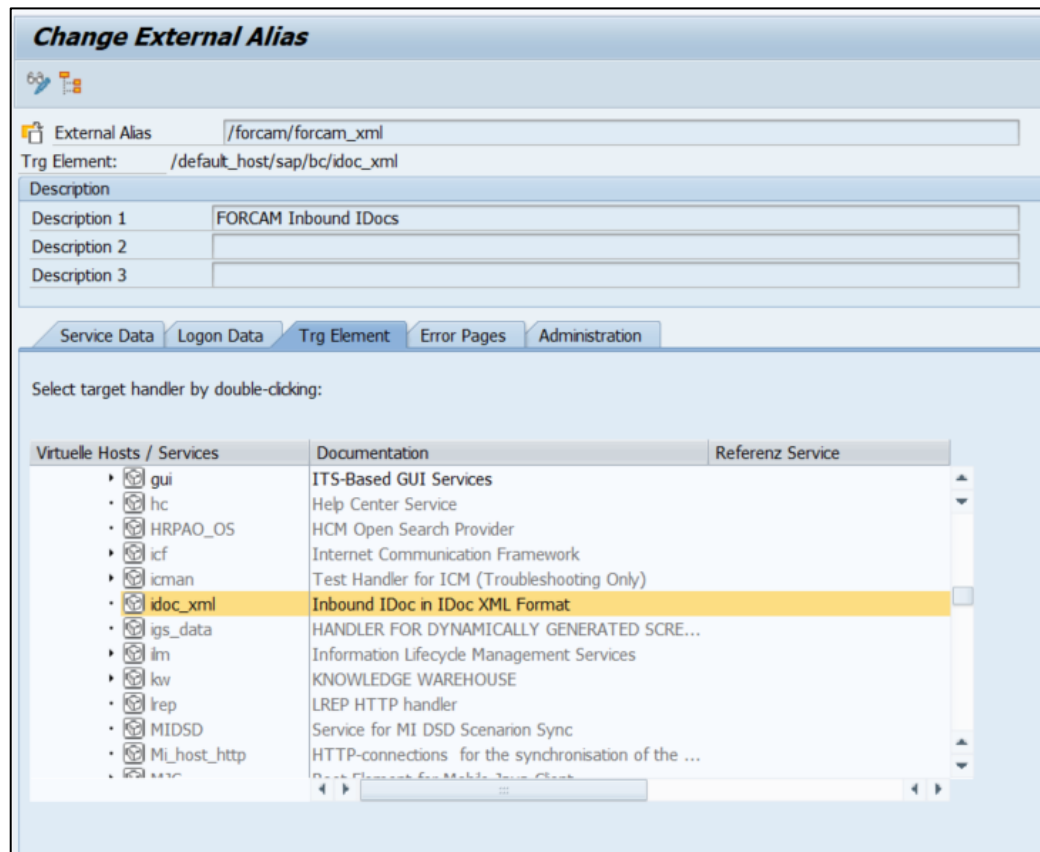 Change External Alias
External Alias /forcam/forcam_xml
Trg Element: /default_host/sap/bc/idoc_xml
Description
Description 1 FORCAM Inbound IDocs
Description 2
Description 3
Service Data Logon Data Trg Element Error Pages Administration
Select target handler by double-clicking:
Virtuelle Hosts / Services Documentation Referenz Service
gui ITS-Based GUI Services
hc Help Center Service
HRPAO_OS HCM Open Search Provider
icf Internet Communication Framework
icman Test Handler for ICM (Troubleshooting Only)
idoc_xml Inbound IDoc in IDoc XML Format
igs_data HANDLER FOR DYNAMICALLY GENERATED SCRE...
ilm Information Lifecycle Management Services
kw KNOWLEDGE WAREHOUSE
lrep LREP HTTP handler
MIDSD Service for MI DSD Scenarion Sync
Mi_host_http HTTP-connections for the synchronisation of the ...